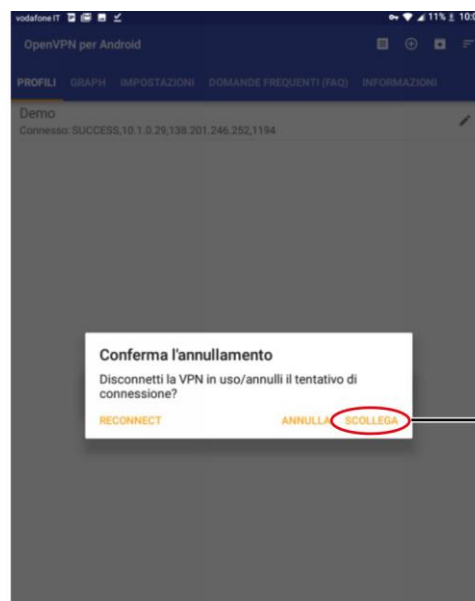 vodafone IT 11% 10:0
OpenVPN per Android
PROFILI GRAPH IMPOSTAZIONI DOMANDE FREQUENTI (FAQ) INFORMAZIONI
Demo
Connesso: SUCCESS,10.1.0.29,138.201.246.252,1194
Conferma l'annullamento
Disconnetti la VPN in uso/annulli il tentativo di
connessione?
RECONNECT ANNULLA SCOLLEGA